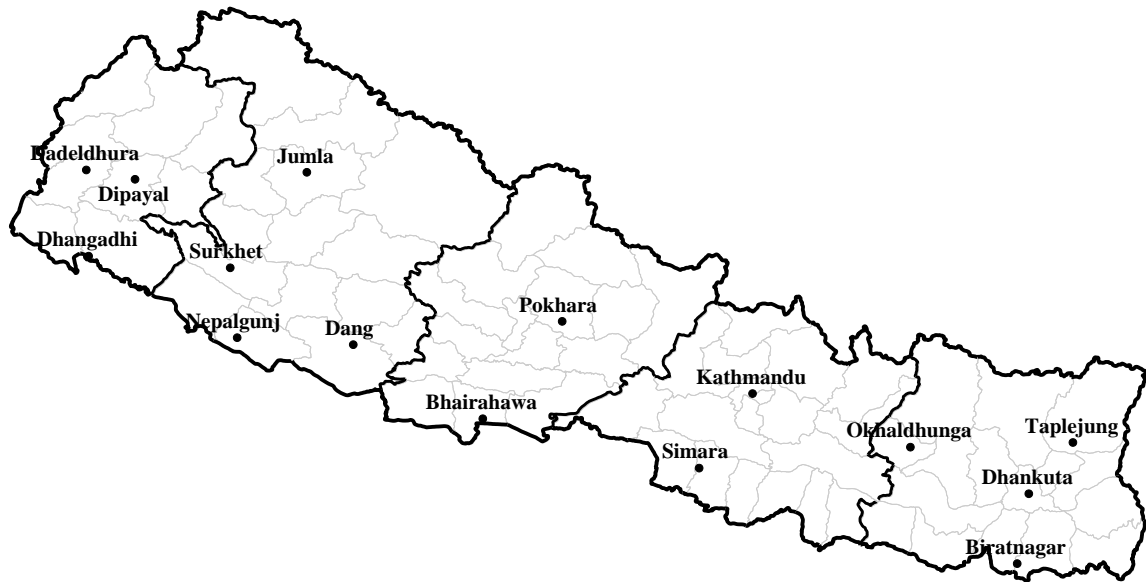 Dadeldhura
Jumla
Dipayal
Dhangadhi
Surkhet
Pokhara
Nepalgunj
Dang
Kathmandu
Bhairahawa
Okhaldhunga
Taplejung
Simara
Dhankuta
Biratnagar